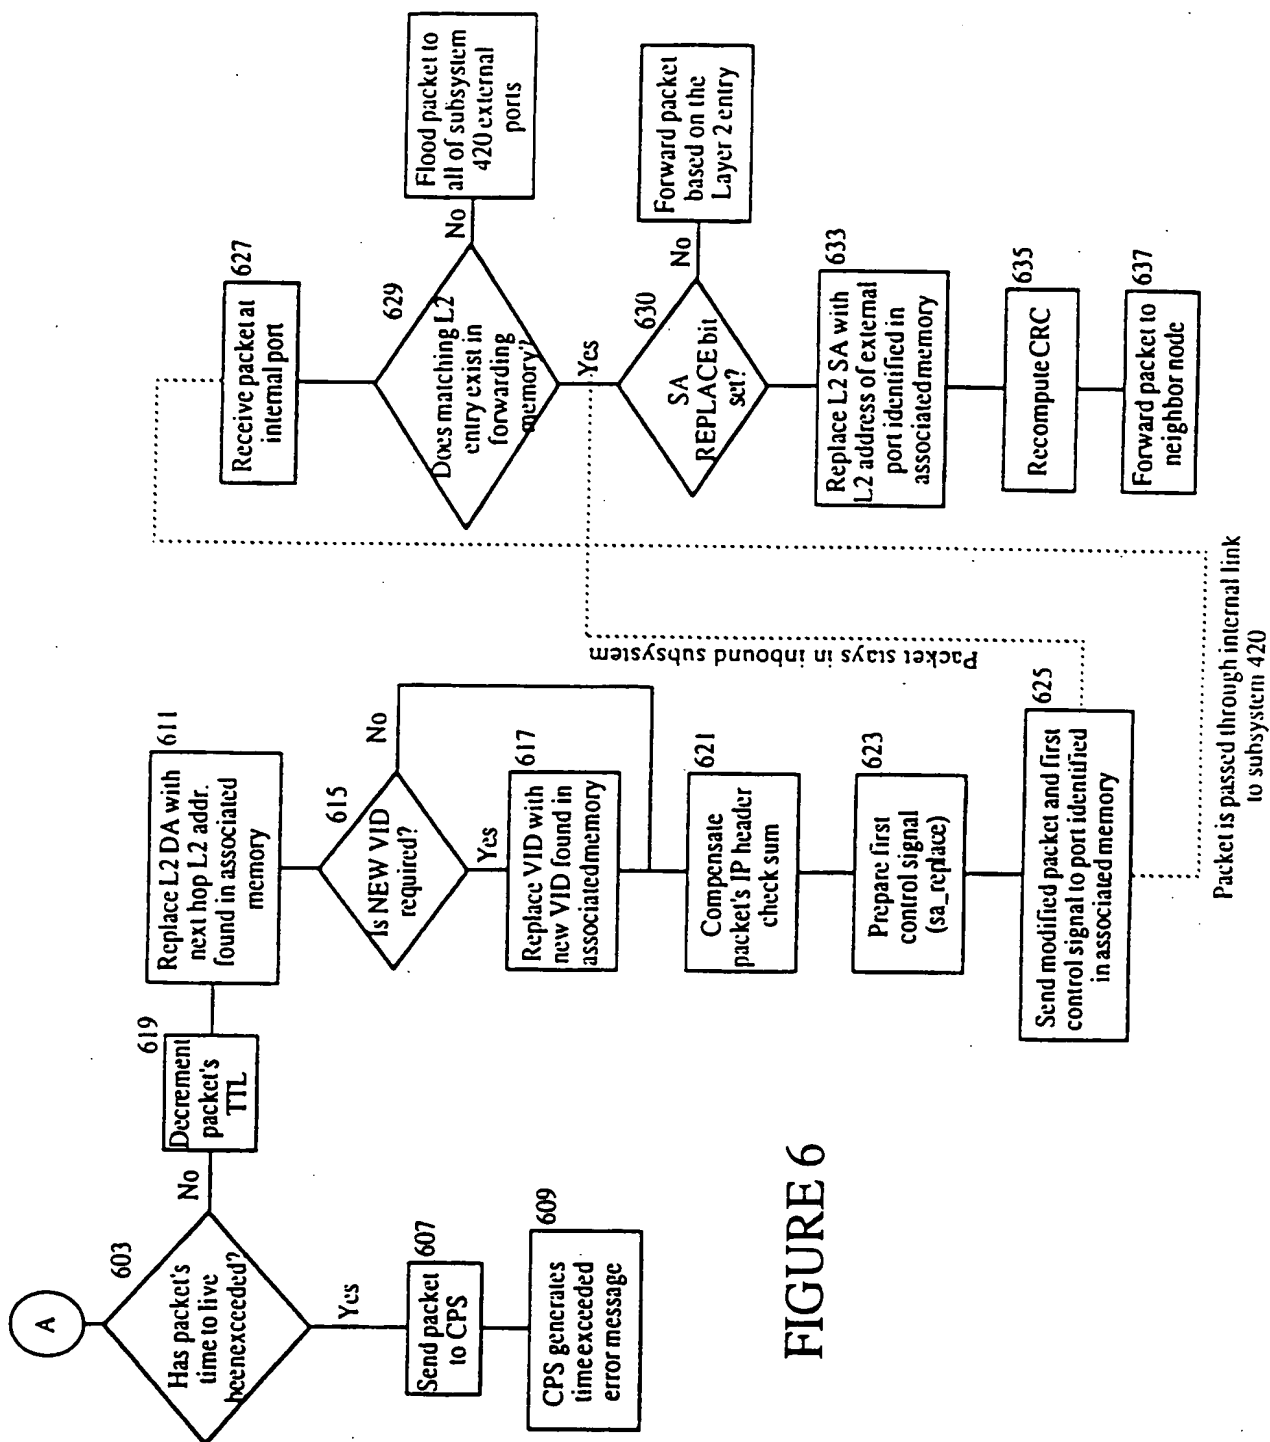 A
603
Has packet's
time to live
beenexceeded?
No
Yes
607
Send packet
to CPS
609
CPS generates
time exceeded
error message
619
Decrement
packet's
TTL
611
Replace L2 DA with
next hop L2 addr.
found in associated
memory
615
Is NEW VID
required?
No
Yes
617
Replace VID with
new VID found in
associatedmemory
621
Compensate
packet's IP header
check sum
623
Prepare first
control signal
(sa_replace)
625
Send modified packet and first
control signal to port identified
in associated memory
Packet stays in inbound subsystem
Packet is passed through internal link
to subsystem 420
627
Receive packet at
internal port
629
Does matching L2
entry exist in
forwarding
memory?
No
Flood packet to
all of subsystem
420 external
ports
Yes
630
SA
REPLACE bit
set?
No
Forward packet
based on the
Layer 2 entry
633
Replace L2 SA with
L2 address of external
port identified in
associatedmemory
635
Recompute CRC
637
Forward packet to
neighbor node
FIGURE 6